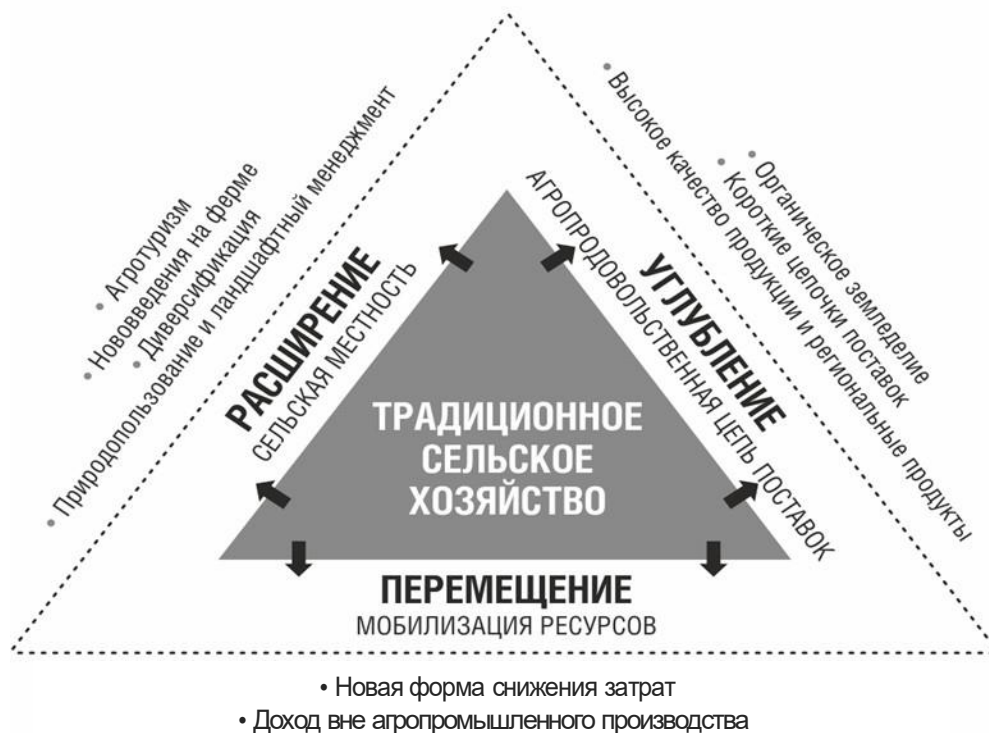 • Агротуризм
• Нововведения на ферме
• Диверсификация
• Природопользование и ландшафтный менеджмент
РАСШИРЕНИЕ
СЕЛЬСКАЯ МЕСТНОСТЬ
• Органическое земледелие
• Короткие цепочки поставок
• Высокое качество продукции и региональные продукты
УГЛУБЛЕНИЕ
АГРОПРОДОВОЛЬСТВЕННАЯ ЦЕПЬ ПОСТАВОК
ТРАДИЦИОННОЕ
СЕЛЬСКОЕ
ХОЗЯЙСТВО
ПЕРЕМЕЩЕНИЕ
МОБИЛИЗАЦИЯ РЕСУРСОВ
• Новая форма снижения затрат
• Доход вне агропромышленного производства